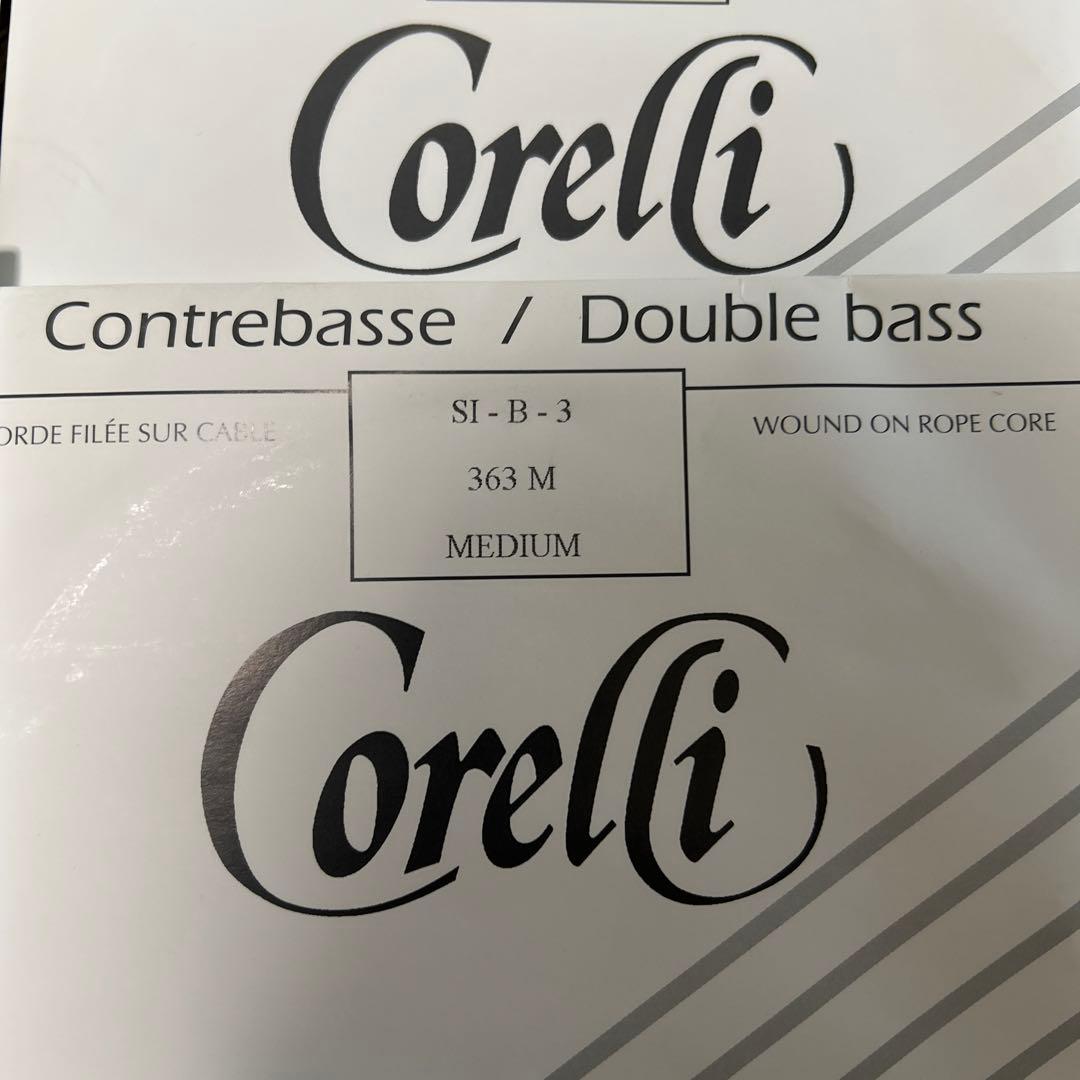 Corelli
Contrebasse / Double bass
ORDE FILÉE SUR CABLE
SI - B - 3
WOUND ON ROPE CORE
363 M
MEDIUM
Corelli